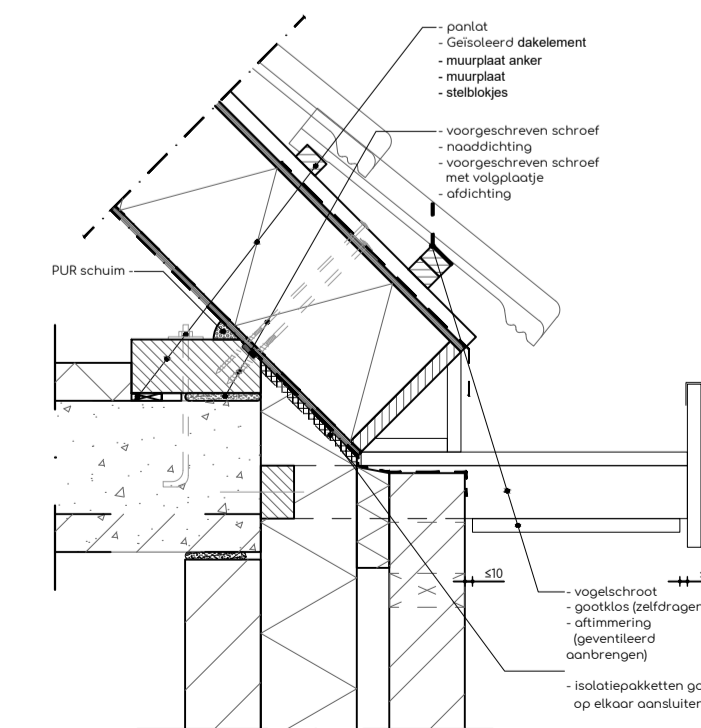 - panlat
- Geïsoleerd dakelement
- muurplaat anker
- muurplaat
- stelblokjes
- voorgeschreven schroef
- naaddichting
- voorgeschreven schroef
met volgplaatje
- afdichting
PUR schuim -
≤10
- vogelschroot
- gootklos (zelfdragen
- aftimmering
(geventileerd
aanbrengen)
- isolatiepakketten go
op elkaar aansluiten